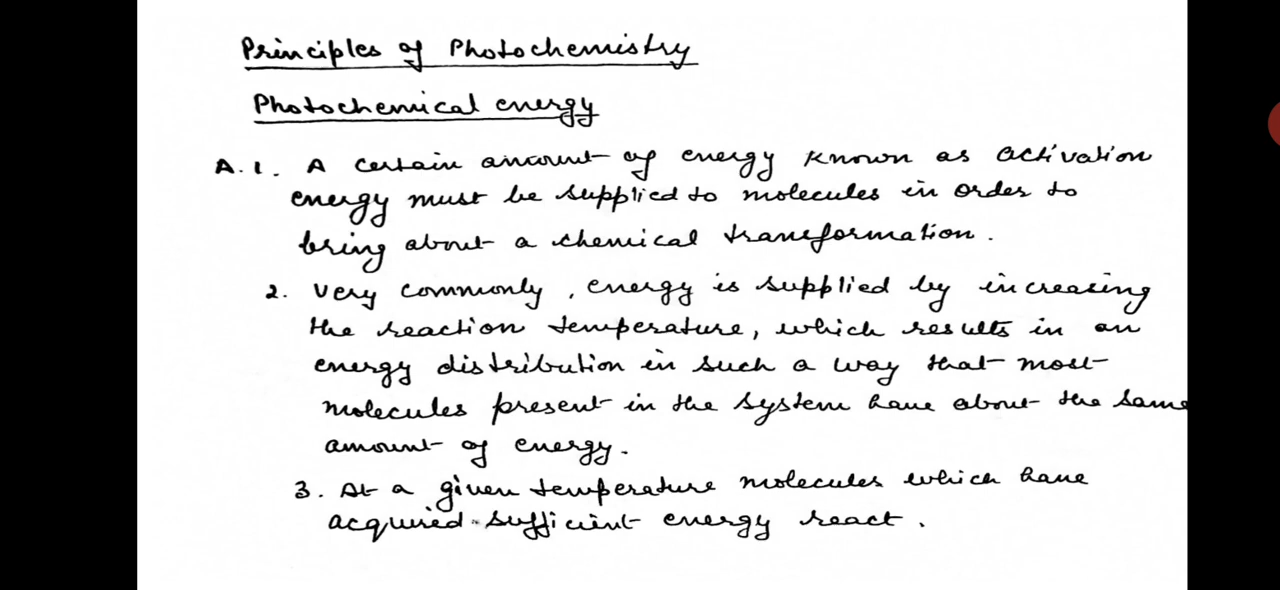 Principles of Photochemistry
Photochemical energy
A.1. A certain amount of energy known as activation
energy must be supplied to molecules in order to
bring about a chemical transformation.
2. Very commonly, energy is supplied by increasing
the reaction temperature, which results in an
energy distribution in such a way that most
molecules present in the system have about the same
amount of energy.
3. At a given temperature molecules which have
acquired sufficient energy react.